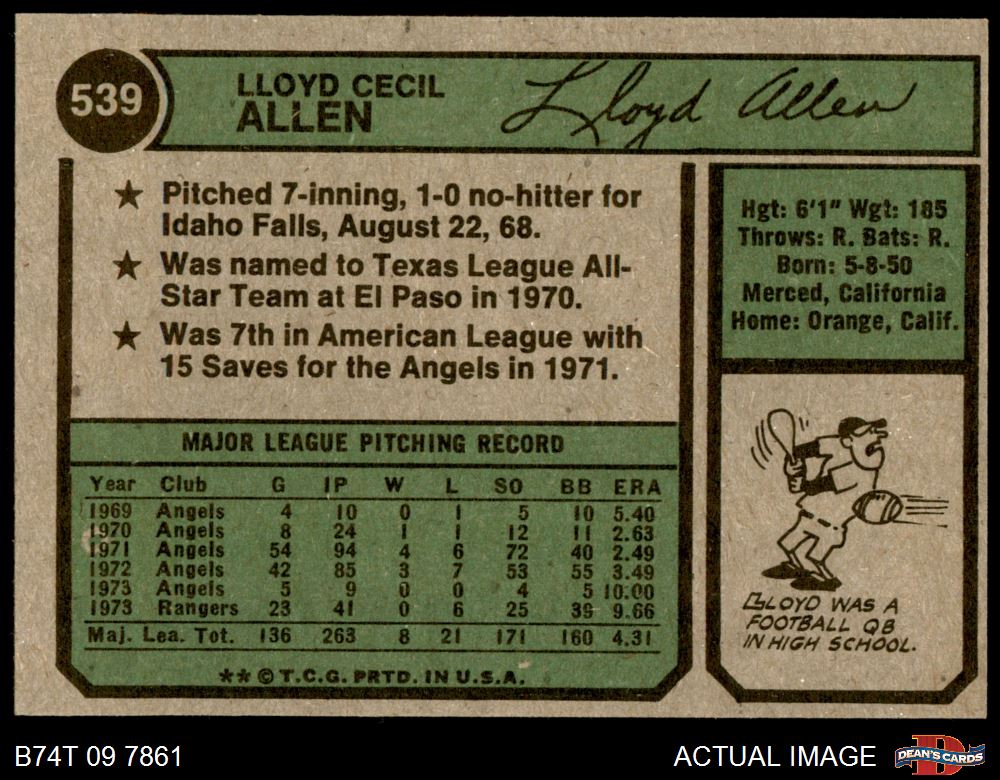 539
LLOYD CECIL
ALLEN
Lloyd Allen
★ Pitched 7-inning, 1-0 no-hitter for
Idaho Falls, August 22, 68.
★ Was named to Texas League All-
Star Team at El Paso in 1970.
★ Was 7th in American League with
15 Saves for the Angels in 1971.
Hgt: 6'1" Wgt: 185
Throws: R. Bats: R.
Born: 5-8-50
Merced, California
Home: Orange, Calif.
MAJOR LEAGUE PITCHING RECORD
Year Club G IP W L SO BB ERA
1969 Angels 4 10 0 1 5 10 5.40
1970 Angels 8 24 1 1 12 11 2.63
1971 Angels 54 94 4 6 72 40 2.49
1972 Angels 42 85 3 7 53 55 3.49
1973 Angels 5 9 0 0 4 5 10.00
1973 Rangers 23 41 0 6 25 39 9.66
Maj. Lea. Tot. 136 263 8 21 171 160 4.31
**©T.C.G. PRTD. IN U.S.A.
LLOYD WAS A
FOOTBALL QB
IN HIGH SCHOOL.
B74T 09 7861
ACTUAL IMAGE
DEAN'S CARDS